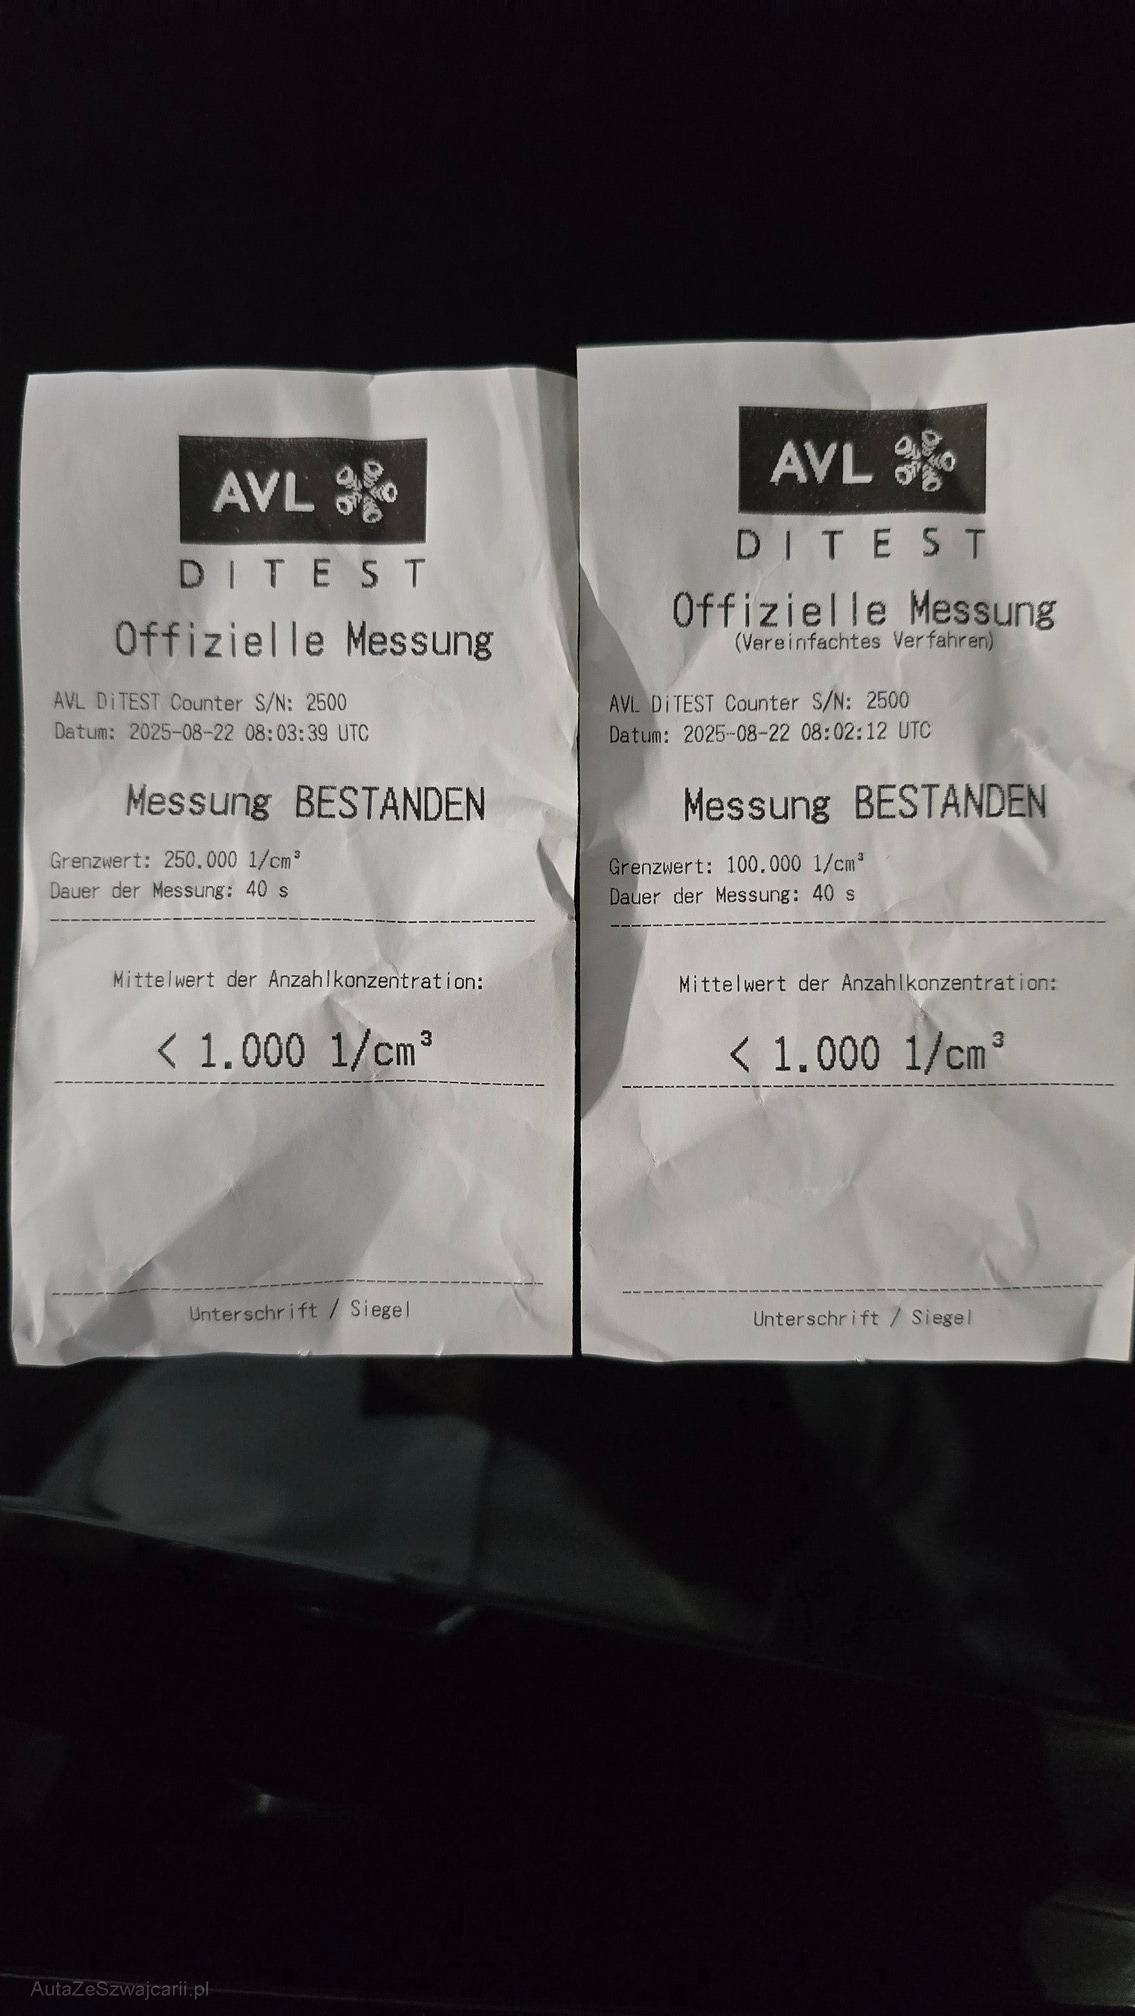 AVL
DITEST
Offizielle Messung
AVL DiTEST Counter S/N: 2500
Datum: 2025-08-22 08:03:39 UTC
Messung BESTANDEN
Grenzwert: 250.000 1/cm³
Dauer der Messung: 40 s
Mittelwert der Anzahlkonzentration:
< 1.000 1/cm³
Unterschrift / Siegel
AVL
DITEST
Offizielle Messung
(Vereinfachtes Verfahren)
AVL DiTEST Counter S/N: 2500
Datum: 2025-08-22 08:02:12 UTC
Messung BESTANDEN
Grenzwert: 100.000 1/cm³
Dauer der Messung: 40 s
Mittelwert der Anzahlkonzentration:
< 1.000 1/cm³
Unterschrift / Siegel
AutaZeSzwajcarii.pl